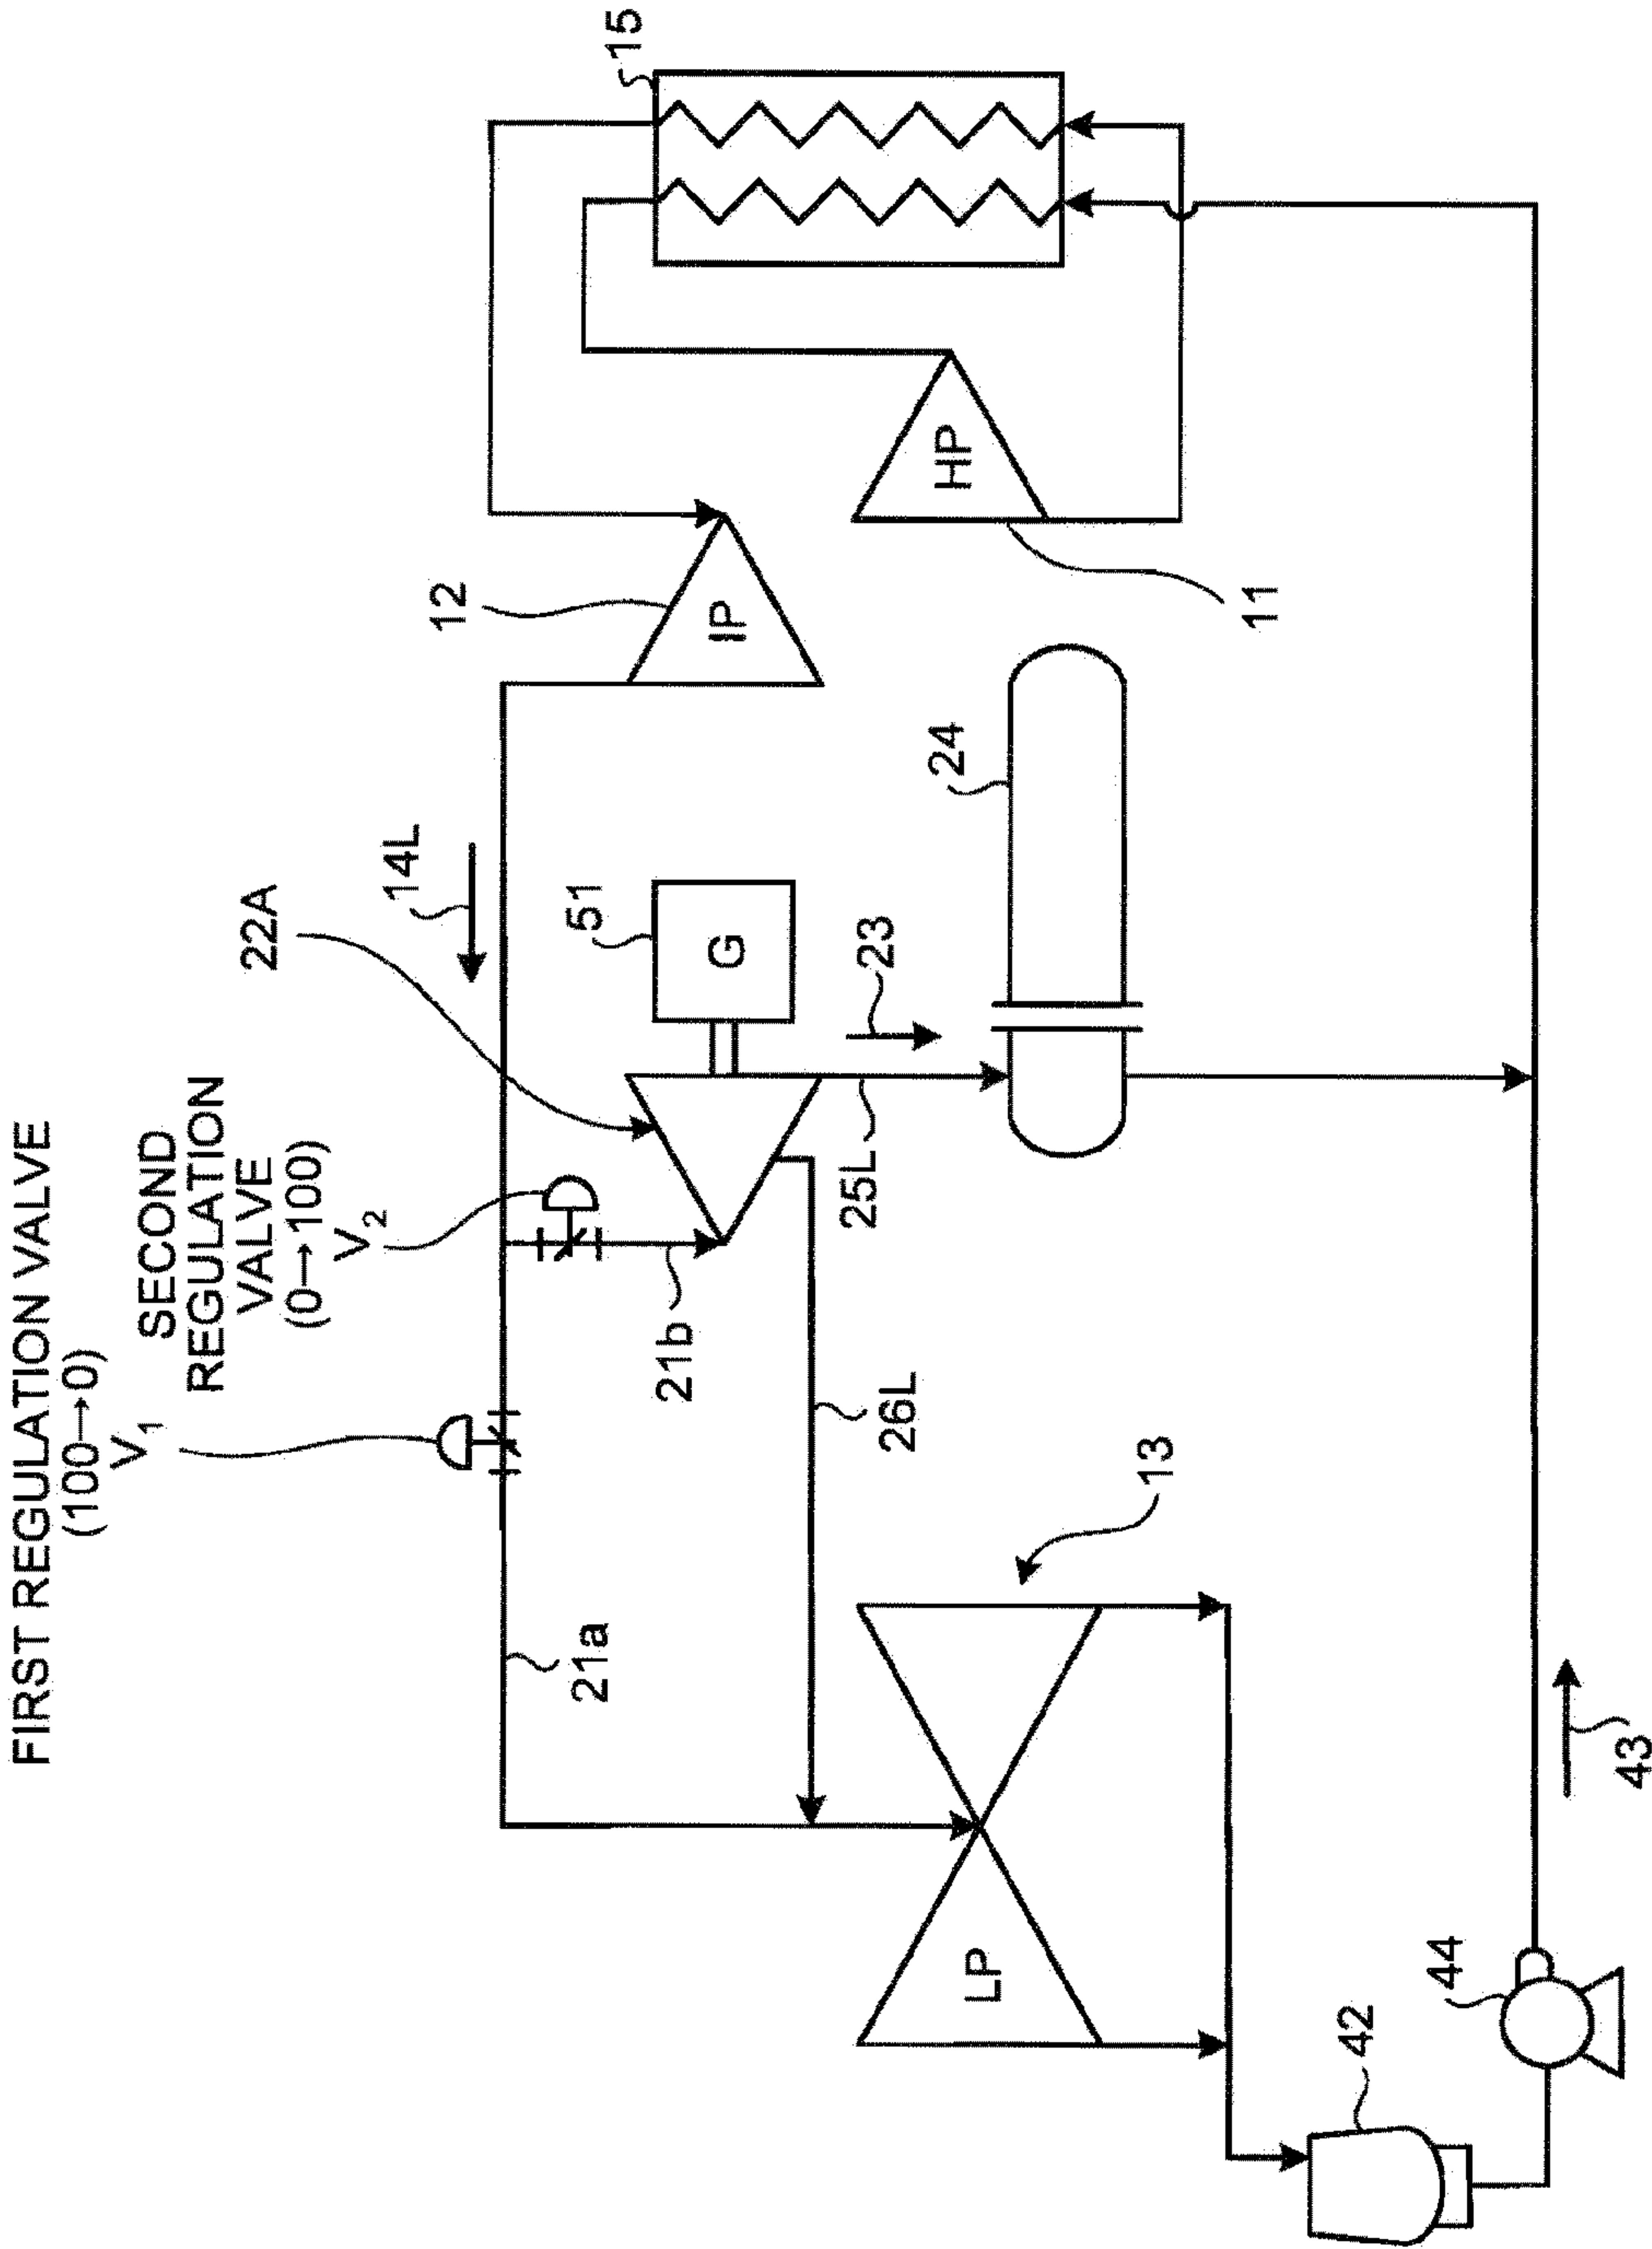 FIRST REGULATION VALVE
(100→0)
V1
SECOND
REGULATION
VALVE
(0→100)
V2
22A
14L
12
15
IP
HP
11
51
G
23
24
25L
21b
21a
26L
13
LP
42
44
43